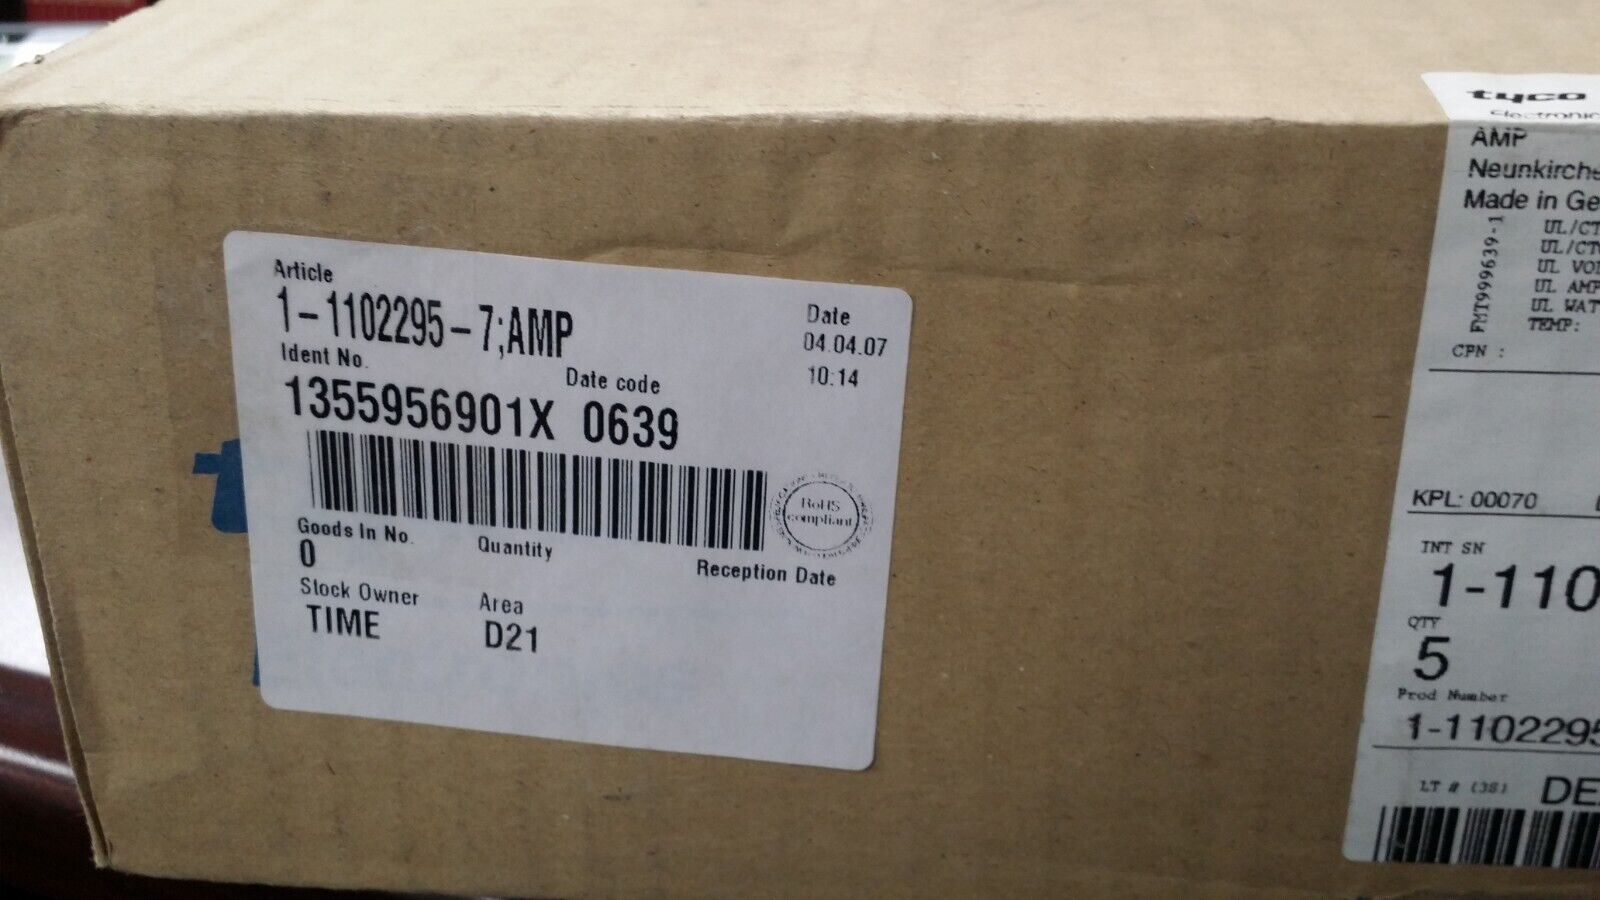 Article
1-1102295-7;AMP
Date
04.04.07
10:14
Ident No.
Date code
1355956901X 0639
RoHS
compliant
Goods In No.
0
Quantity
Reception Date
Stock Owner
TIME
Area
D21
tyco
Electronic
AMP
Neunkirche
Made in Ge
FMT999639-1
UL/CT
UL/CT
UL VO
UL AMP
UL WAT
TEMP:
CPN :
KPL: 00070
INT SN
1-110
QTY
5
Prod Number
1-1102295
LT # (3S)
DE